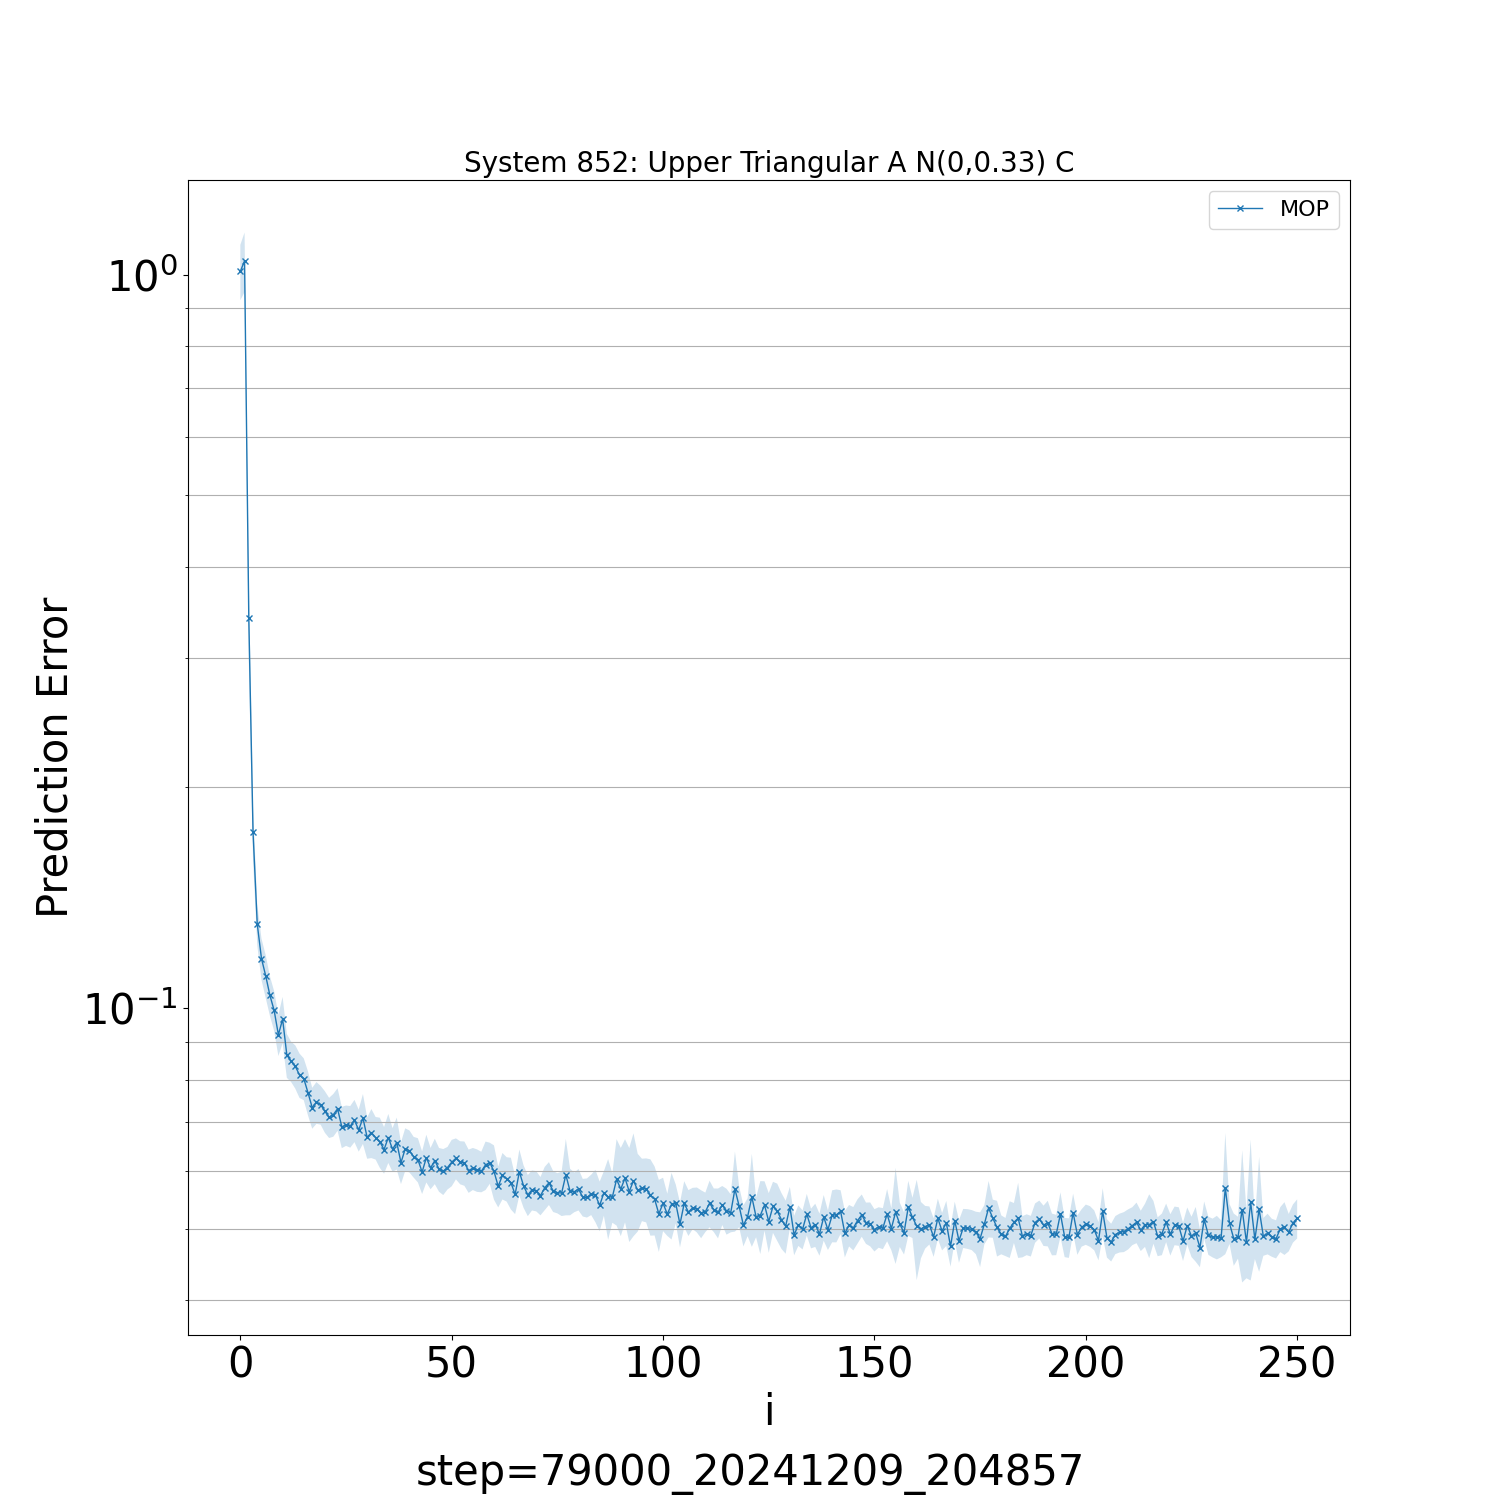 System 852: Upper Triangular A N(0,0.33) C
MOP
10⁰
10⁻¹
Prediction Error
0 50 100 150 200 250
i
step=79000_20241209_204857